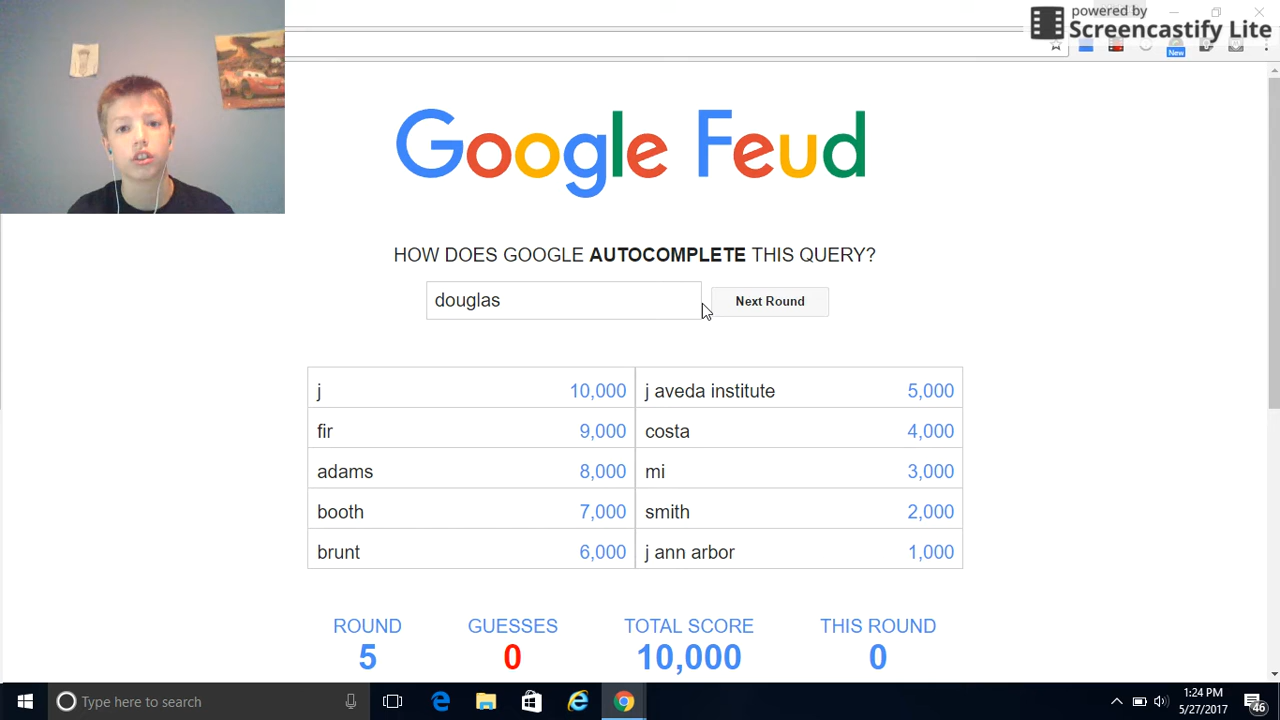 powered by
Screencastify Lite
New
Google Feud
HOW DOES GOOGLE AUTOCOMPLETE THIS QUERY?
douglas
Next Round
j 10,000 j aveda institute 5,000
fir 9,000 costa 4,000
adams 8,000 mi 3,000
booth 7,000 smith 2,000
brunt 6,000 j ann arbor 1,000
ROUND GUESSES TOTAL SCORE THIS ROUND
5 0 10,000 0
Type here to search
1:24 PM
5/27/2017
46